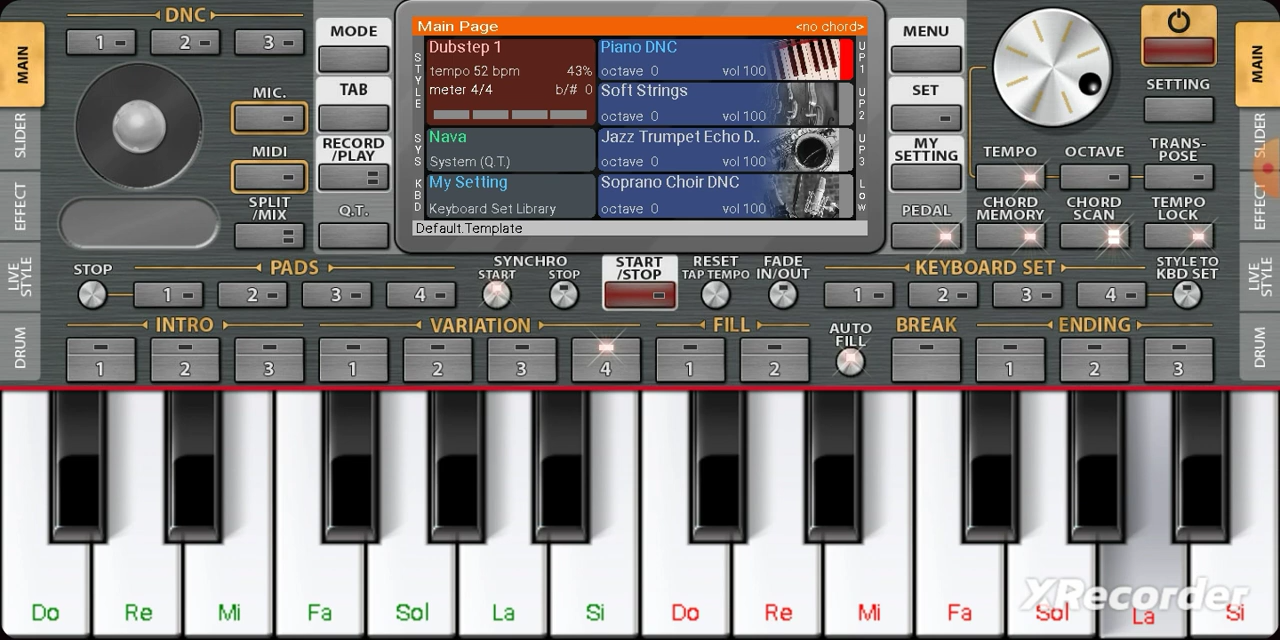 DNC
1 2 3
MIC.
MIDI
SPLIT
/MIX
MAIN
SLIDER
EFFECT
LIVE
STYLE
DRUM
MODE
TAB
RECORD
/PLAY
Q.T.
Main Page <no chord>
STYLE
Dubstep 1
tempo 52 bpm 43%
meter 4/4 b/# 0
SYS
Nava
System (Q.T.)
KBD
My Setting
Keyboard Set Library
Piano DNC
octave 0 vol 100
UP1
Soft Strings
octave 0 vol 100
UP2
Jazz Trumpet Echo D..
octave 0 vol 100
UP3
Soprano Choir DNC
octave 0 vol 100
Low
Default.Template
MENU
SET
MY
SETTING
PEDAL
SETTING
TEMPO OCTAVE TRANS-
POSE
CHORD
MEMORY
CHORD
SCAN
TEMPO
LOCK
MAIN
SLIDER
EFFECT
LIVE
STYLE
DRUM
STOP
PADS
1 2 3 4
SYNCHRO
START STOP
START
/STOP
RESET
TAP TEMPO
FADE
IN/OUT
KEYBOARD SET
1 2 3 4
STYLE TO
KBD SET
INTRO
1 2 3
VARIATION
1 2 3 4
FILL
1 2
AUTO
FILL
BREAK
ENDING
1 2 3
Do Re Mi Fa Sol La Si Do Re Mi Fa Sol La Si
XRecorder